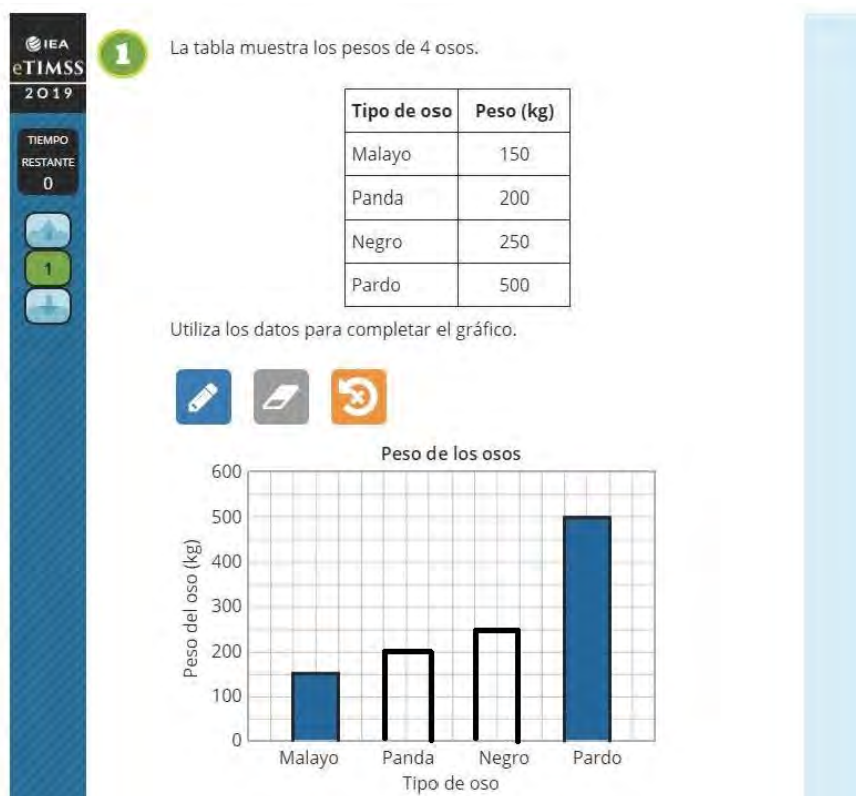 IEA
eTIMSS
2019
TIEMPO
RESTANTE
0
1
1
La tabla muestra los pesos de 4 osos.
Tipo de oso Peso (kg)
Malayo 150
Panda 200
Negro 250
Pardo 500
Utiliza los datos para completar el gráfico.
Peso de los osos
Peso del oso (kg)
600
500
400
300
200
100
0
Malayo Panda Negro Pardo
Tipo de oso